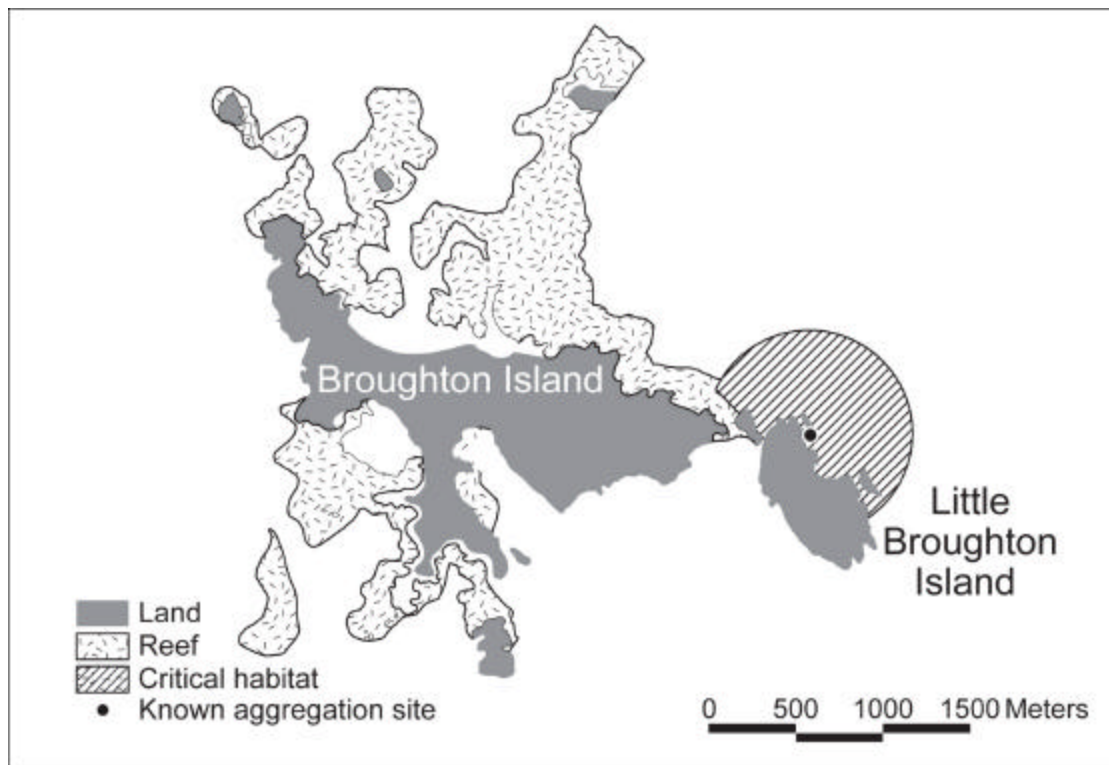 Broughton Island
Little
Broughton
Island
Land
Reef
Critical habitat
Known aggregation site
0 500 1000 1500 Meters